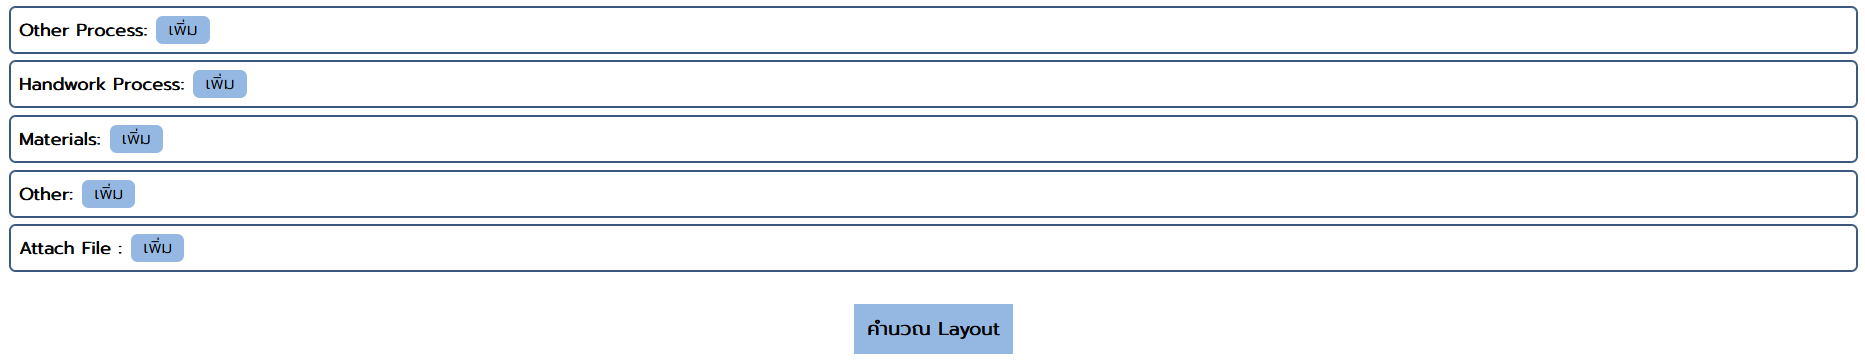 Other Process: เพิ่ม
Handwork Process: เพิ่ม
Materials: เพิ่ม
Other: เพิ่ม
Attach File : เพิ่ม
คำนวณ Layout